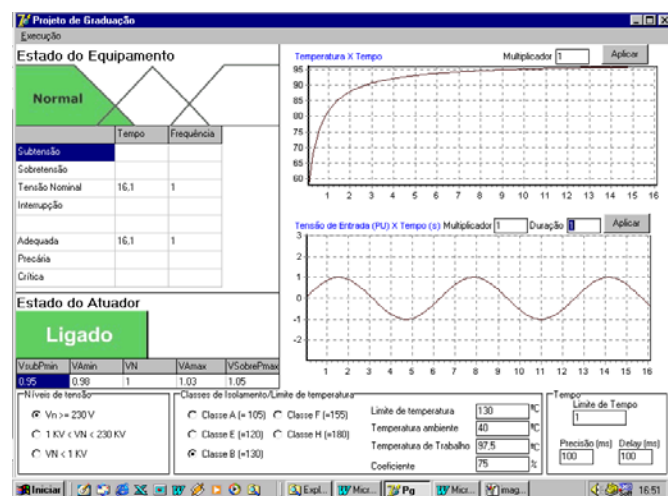 Projeto de Graduação
Execução
Estado do Equipamento
Normal
Tempo Frequência
Subtensão
Sobretensão
Tensão Nominal 16,1 1
Interrupção
Adequada 16,1 1
Precária
Crítica
Estado do Atuador
Ligado
VsubPmin VAmin VN VAmax VSobrePmax
0.95 0.98 1 1.03 1.05
Temperatura X Tempo Multiplicador 1 Aplicar
95
90
85
80
75
70
65
60
1 2 3 4 5 6 7 8 9 10 11 12 13 14 15 16
Tensão de Entrada (PU) X Tempo (s) Multiplicador 1 Duração 1 Aplicar
3
2
1
0
-1
-2
1 2 3 4 5 6 7 8 9 10 11 12 13 14 15 16
Níveis de tensão
Vn >= 230 V
1 KV < VN < 230 KV
VN < 1 KV
Classes de Isolamento/Limite de temperatura
Classe A (= 105) Classe F (=155)
Classe E (=120) Classe H (=180)
Classe B (=130)
Limite de temperatura 130 ºC
Temperatura ambiente 40 ºC
Temperatura de Trabalho 97,5 ºC
Coeficiente 75 %
Tempo
Limite de Tempo
1
Precisão (ms) Delay (ms)
100 100
Iniciar Expl... Micr... Pg Micr... mag... 16:51